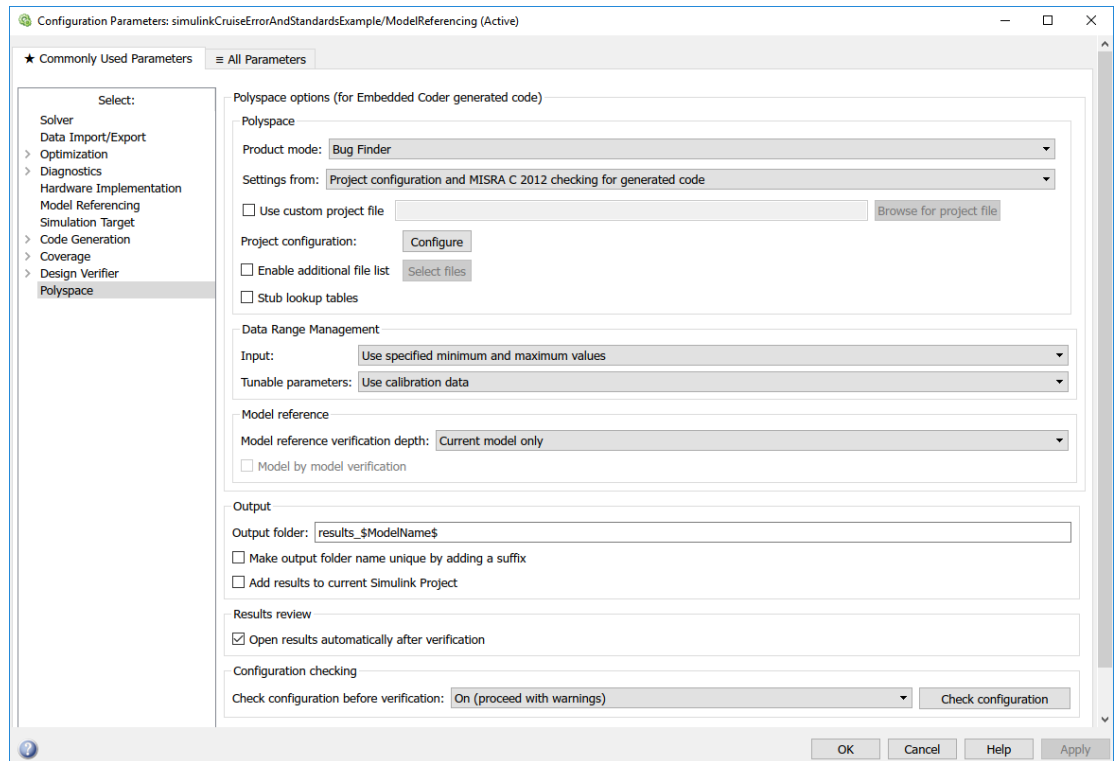 Configuration Parameters: simulinkCruiseErrorAndStandardsExample/ModelReferencing (Active)
★ Commonly Used Parameters
≡ All Parameters
Select:
Solver
Data Import/Export
Optimization
Diagnostics
Hardware Implementation
Model Referencing
Simulation Target
Code Generation
Coverage
Design Verifier
Polyspace
Polyspace options (for Embedded Coder generated code)
Polyspace
Product mode: Bug Finder
Settings from: Project configuration and MISRA C 2012 checking for generated code
Use custom project file Browse for project file
Project configuration: Configure
Enable additional file list Select files
Stub lookup tables
Data Range Management
Input: Use specified minimum and maximum values
Tunable parameters: Use calibration data
Model reference
Model reference verification depth: Current model only
Model by model verification
Output
Output folder: results_$ModelName$
Make output folder name unique by adding a suffix
Add results to current Simulink Project
Results review
Open results automatically after verification
Configuration checking
Check configuration before verification: On (proceed with warnings) Check configuration
OK Cancel Help Apply